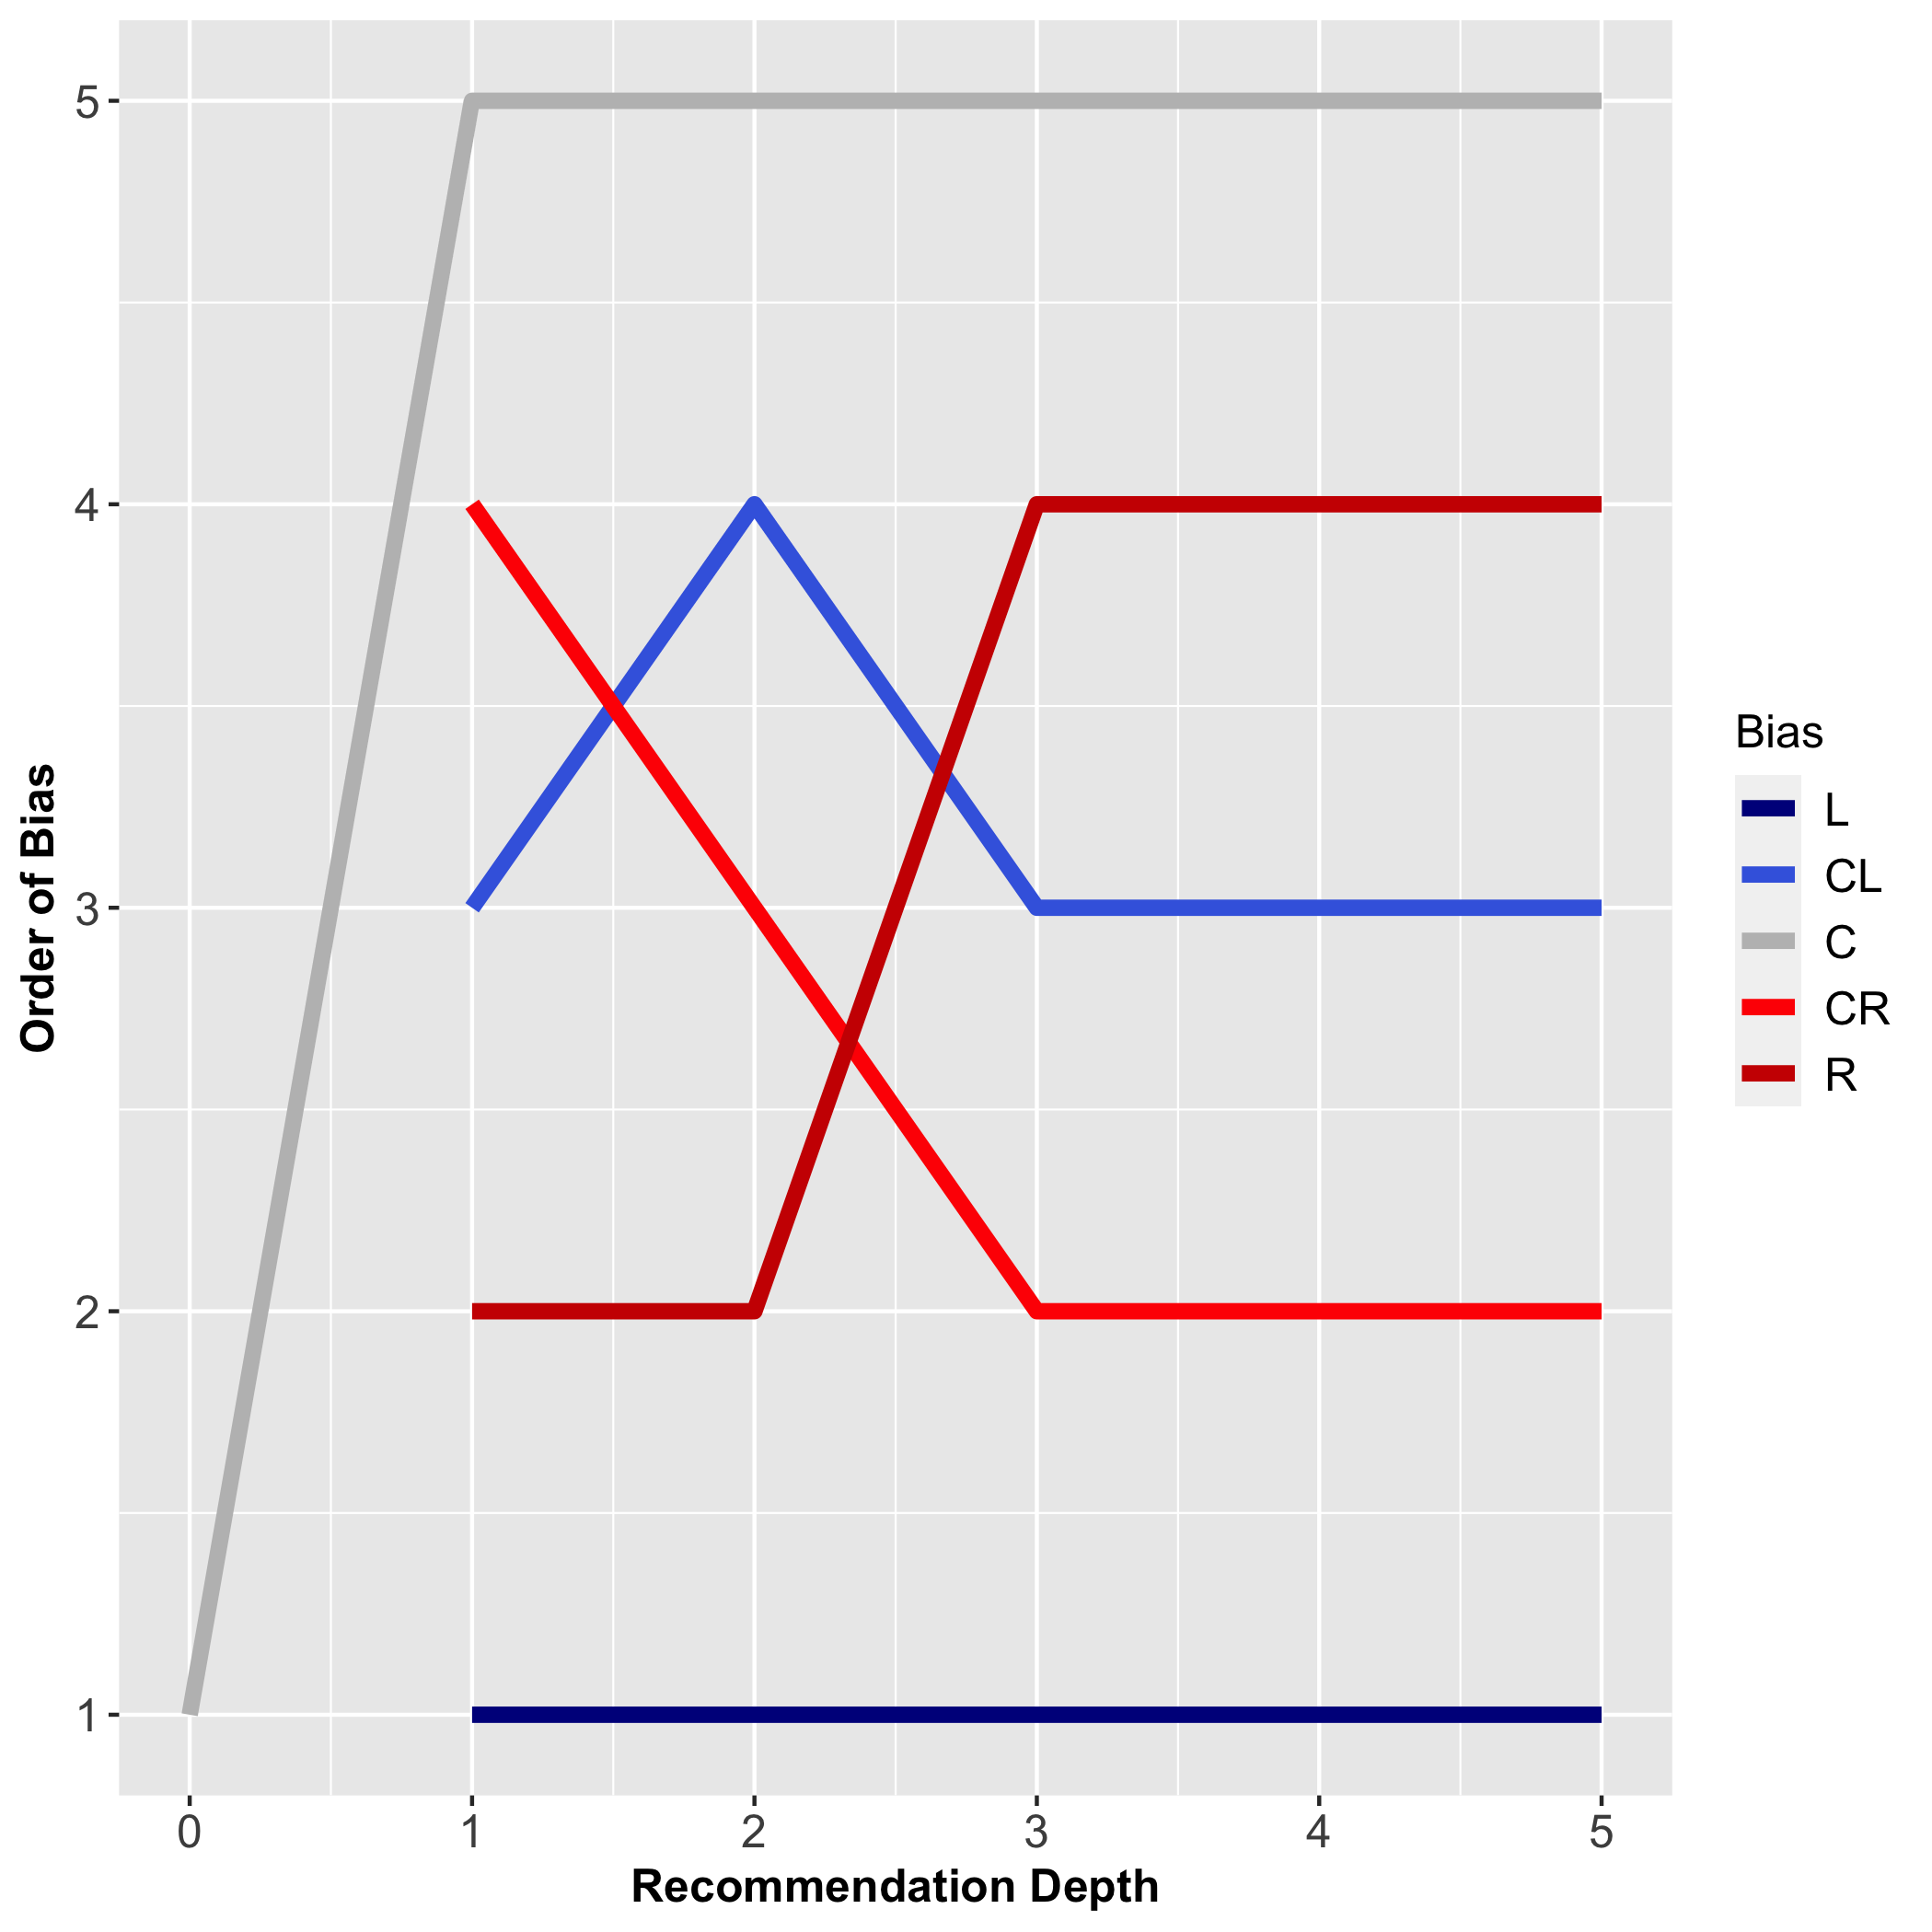 Order of Bias
5
4
3
2
1
0 1 2 3 4 5
Recommendation Depth
Bias
L
CL
C
CR
R